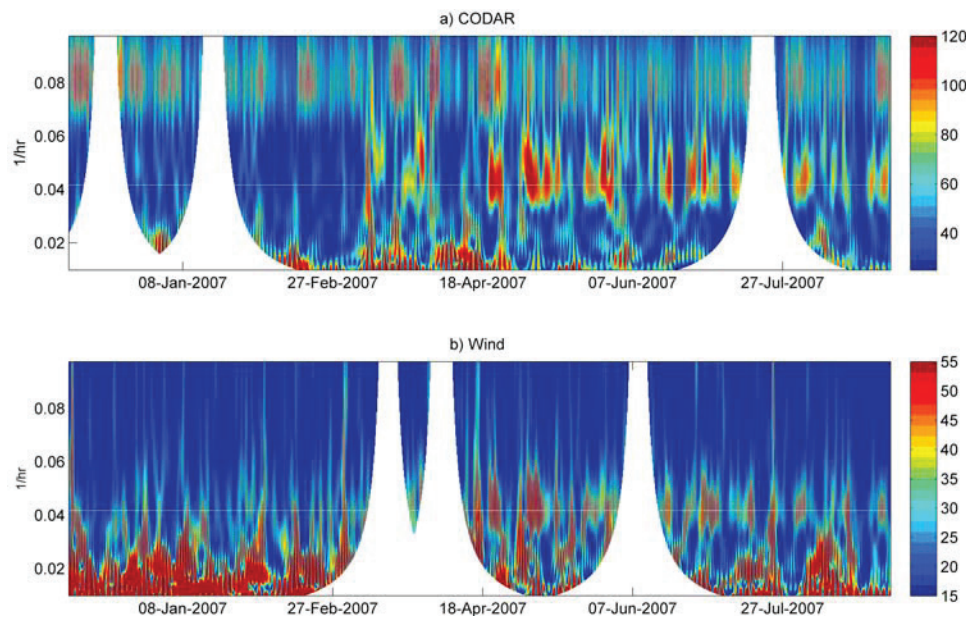 a) CODAR
1/hr
0.08
0.06
0.04
0.02
08-Jan-2007
27-Feb-2007
18-Apr-2007
07-Jun-2007
27-Jul-2007
120
100
80
60
40
b) Wind
1/hr
0.08
0.06
0.04
0.02
08-Jan-2007
27-Feb-2007
18-Apr-2007
07-Jun-2007
27-Jul-2007
55
50
45
40
35
30
25
20
15